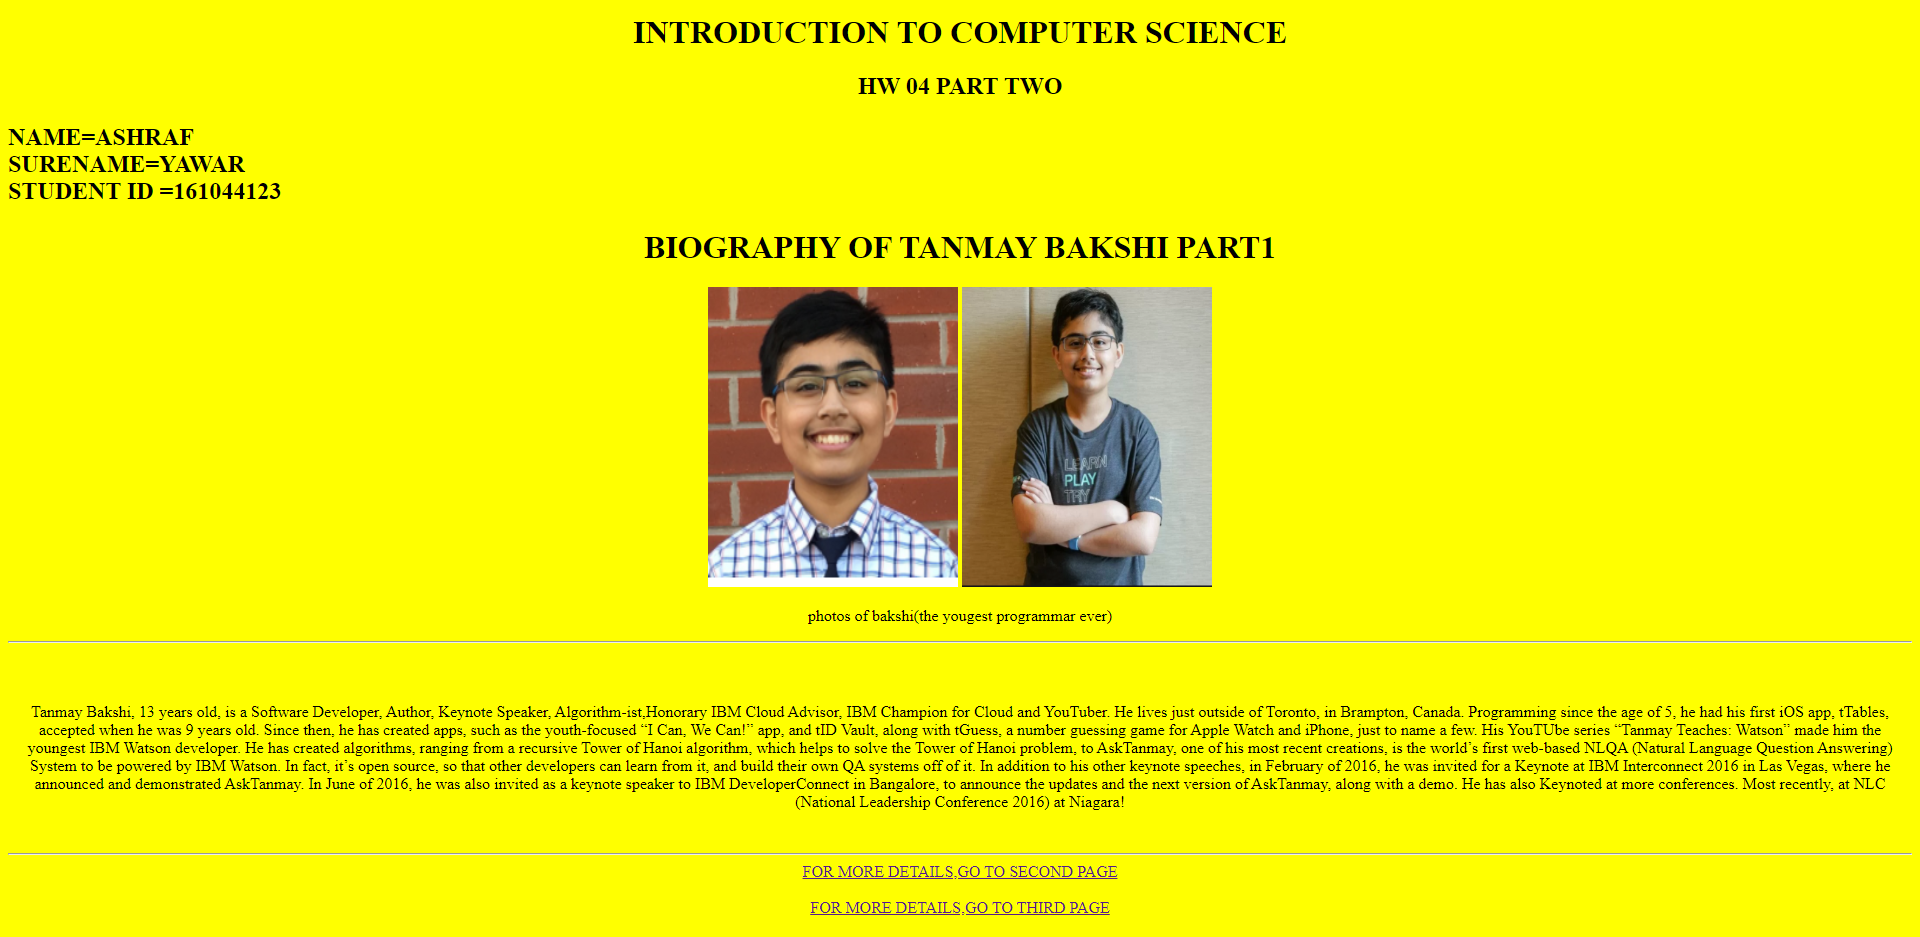 INTRODUCTION TO COMPUTER SCIENCE
HW 04 PART TWO
NAME=ASHRAF
SURENAME=YAWAR
STUDENT ID =161044123
BIOGRAPHY OF TANMAY BAKSHI PART1
LEARN
PLAY
TRY
photos of bakshi(the yougest programmar ever)
Tanmay Bakshi, 13 years old, is a Software Developer, Author, Keynote Speaker, Algorithm-ist,Honorary IBM Cloud Advisor, IBM Champion for Cloud and YouTuber. He lives just outside of Toronto, in Brampton, Canada. Programming since the age of 5, he had his first iOS app, tTables,
accepted when he was 9 years old. Since then, he has created apps, such as the youth-focused “I Can, We Can!” app, and tID Vault, along with tGuess, a number guessing game for Apple Watch and iPhone, just to name a few. His YouTUbe series “Tanmay Teaches: Watson” made him the
youngest IBM Watson developer. He has created algorithms, ranging from a recursive Tower of Hanoi algorithm, which helps to solve the Tower of Hanoi problem, to AskTanmay, one of his most recent creations, is the world’s first web-based NLQA (Natural Language Question Answering)
System to be powered by IBM Watson. In fact, it’s open source, so that other developers can learn from it, and build their own QA systems off of it. In addition to his other keynote speeches, in February of 2016, he was invited for a Keynote at IBM Interconnect 2016 in Las Vegas, where he
announced and demonstrated AskTanmay. In June of 2016, he was also invited as a keynote speaker to IBM DeveloperConnect in Bangalore, to announce the updates and the next version of AskTanmay, along with a demo. He has also Keynoted at more conferences. Most recently, at NLC
(National Leadership Conference 2016) at Niagara!
FOR MORE DETAILS,GO TO SECOND PAGE
FOR MORE DETAILS,GO TO THIRD PAGE